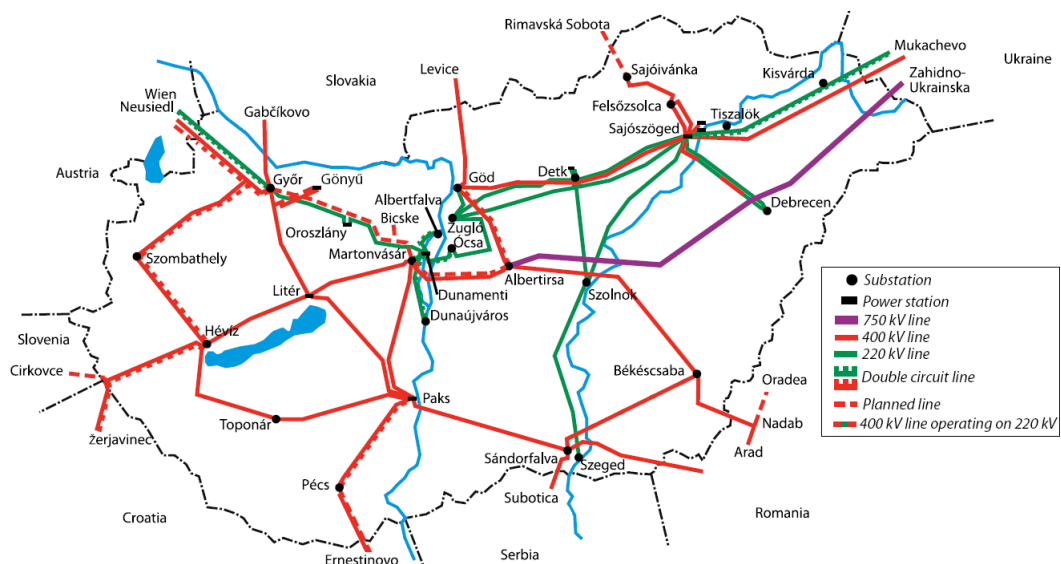 Rimavská Sobota
Mukachevo
Ukraine
Slovakia
Levice
Sajóivánka
Kisvárda
Zahidno-
Ukrainska
Wien
Neusiedl
Gabčíkovo
Felsőzsolca
Tiszalök
Sajószöged
Austria
Győr
Gönyü
Göd
Detk
Albertfalva
Bicske
Zugló
Debrecen
Oroszlány
Ócsa
Martonvásár
Szombathely
Albertirsa
Litér
Dunamenti
Szolnok
Dunaújváros
Slovenia
Hévíz
Cirkovce
Békéscsaba
Oradea
Toponár
Paks
Nadab
žerjavinec
Arad
Sándorfalva
Szeged
Pécs
Subotica
Croatia
Romania
Serbia
Ernestinovo
Substation
Power station
750 kV line
400 kV line
220 kV line
Double circuit line
Planned line
400 kV line operating on 220 kV